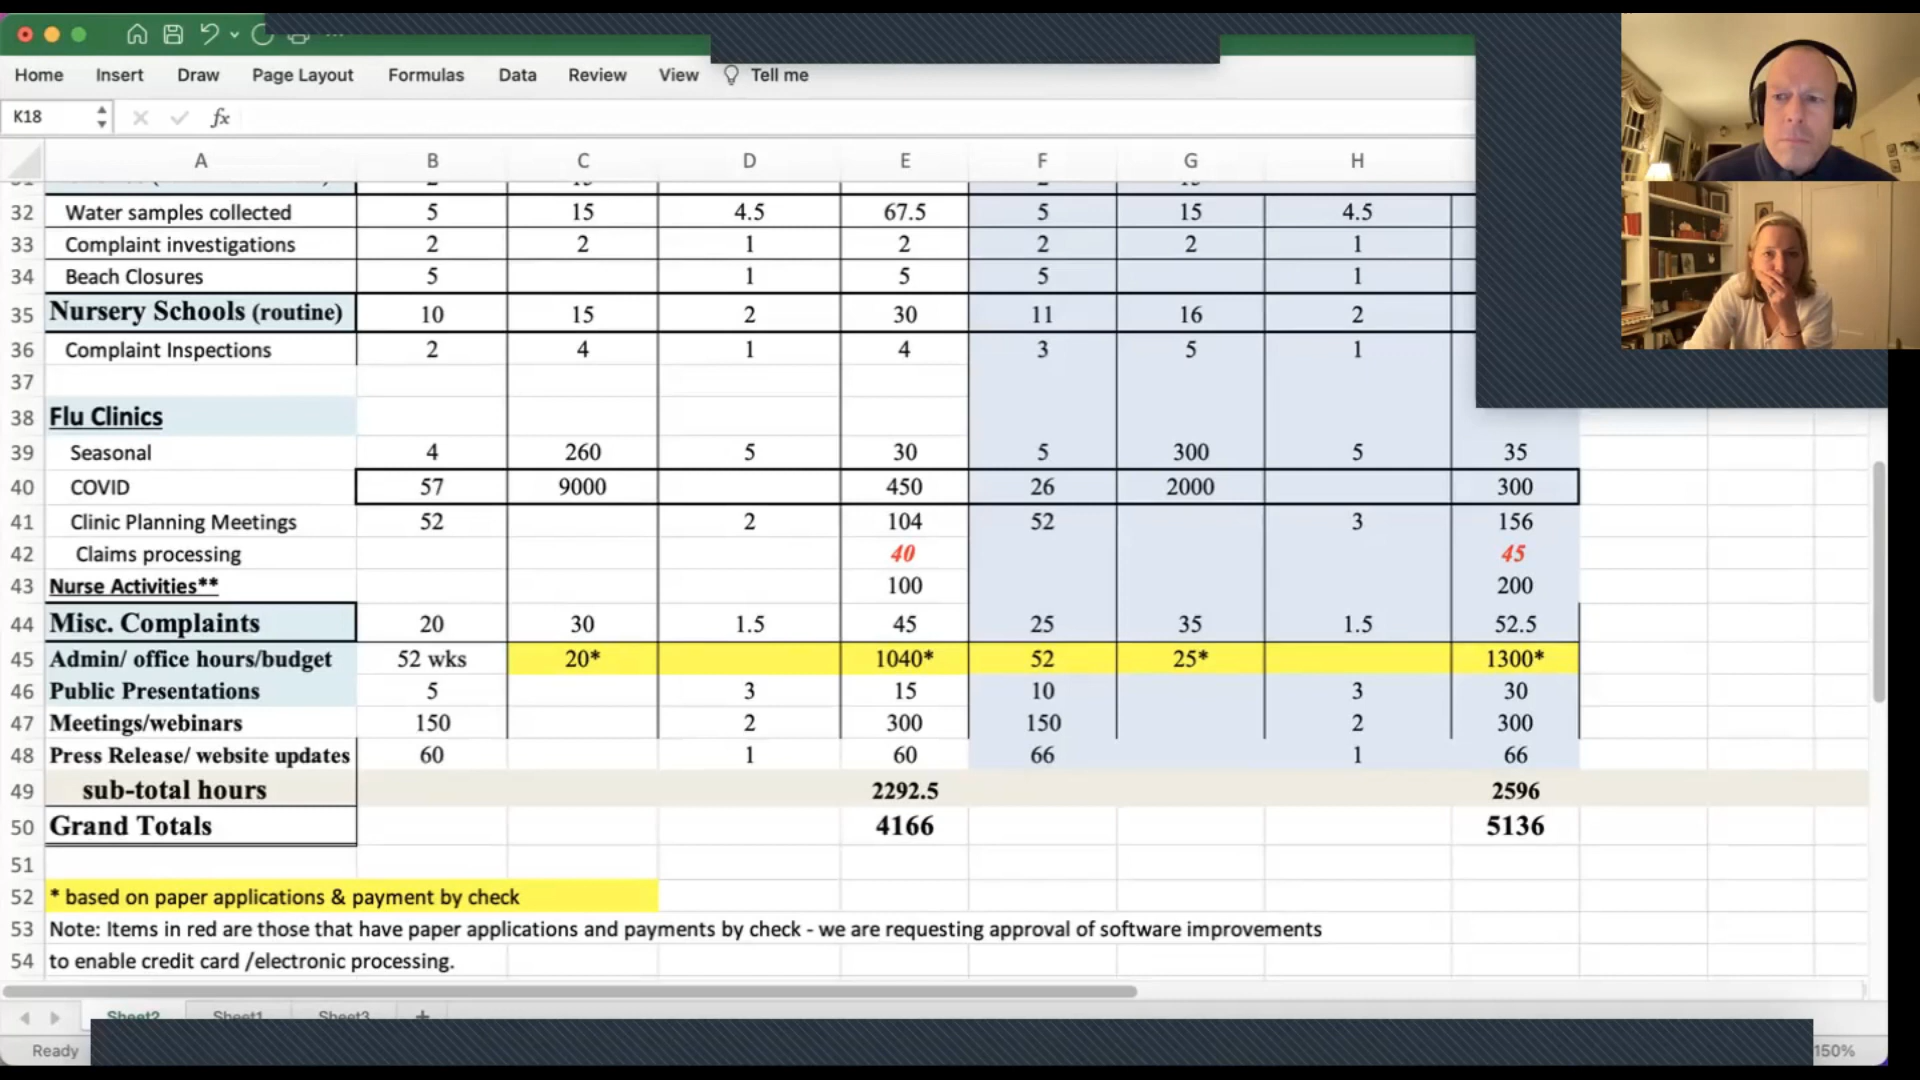 Home Insert Draw Page Layout Formulas Data Review View Tell me
K18 fx
A B C D E F G H
32 Water samples collected 5 15 4.5 67.5 5 15 4.5
33 Complaint investigations 2 2 1 2 2 2 1
34 Beach Closures 5 1 5 5 1
35 Nursery Schools (routine) 10 15 2 30 11 16 2
36 Complaint Inspections 2 4 1 4 3 5 1
37
38 Flu Clinics
39 Seasonal 4 260 5 30 5 300 5 35
40 COVID 57 9000 450 26 2000 300
41 Clinic Planning Meetings 52 2 104 52 3 156
42 Claims processing 40 45
43 Nurse Activities** 100 200
44 Misc. Complaints 20 30 1.5 45 25 35 1.5 52.5
45 Admin/ office hours/budget 52 wks 20* 1040* 52 25* 1300*
46 Public Presentations 5 3 15 10 3 30
47 Meetings/webinars 150 2 300 150 2 300
48 Press Release/ website updates 60 1 60 66 1 66
49 sub-total hours 2292.5 2596
50 Grand Totals 4166 5136
51
52 * based on paper applications & payment by check
53 Note: Items in red are those that have paper applications and payments by check - we are requesting approval of software improvements
54 to enable credit card /electronic processing.
Sheet2 Sheet1 Sheet3 +
Ready 150%